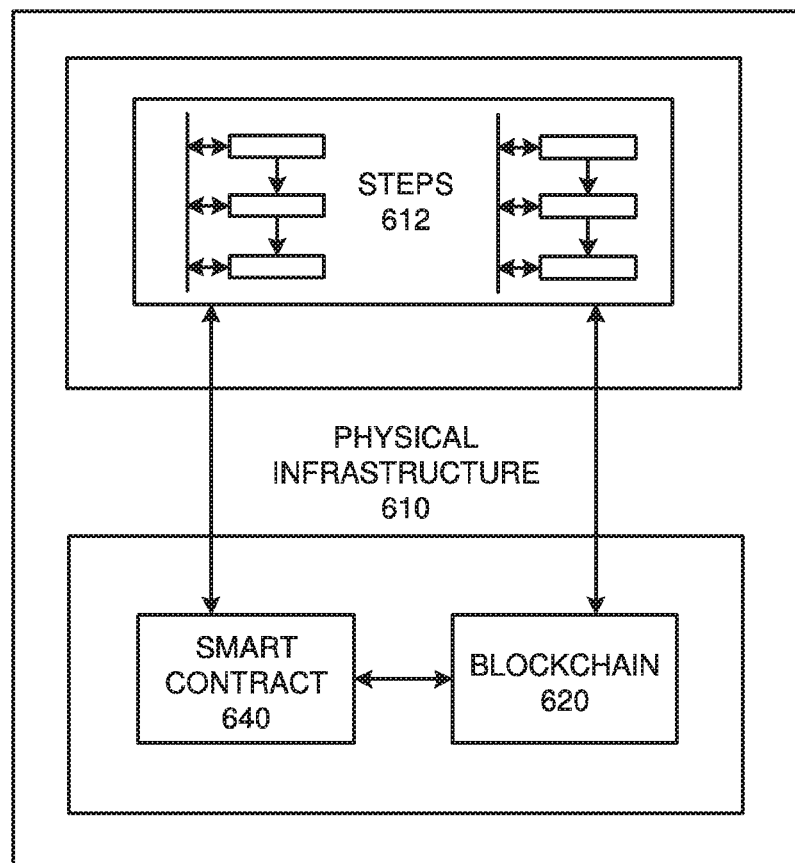 STEPS
612
PHYSICAL
INFRASTRUCTURE
610
SMART
CONTRACT
640
BLOCKCHAIN
620